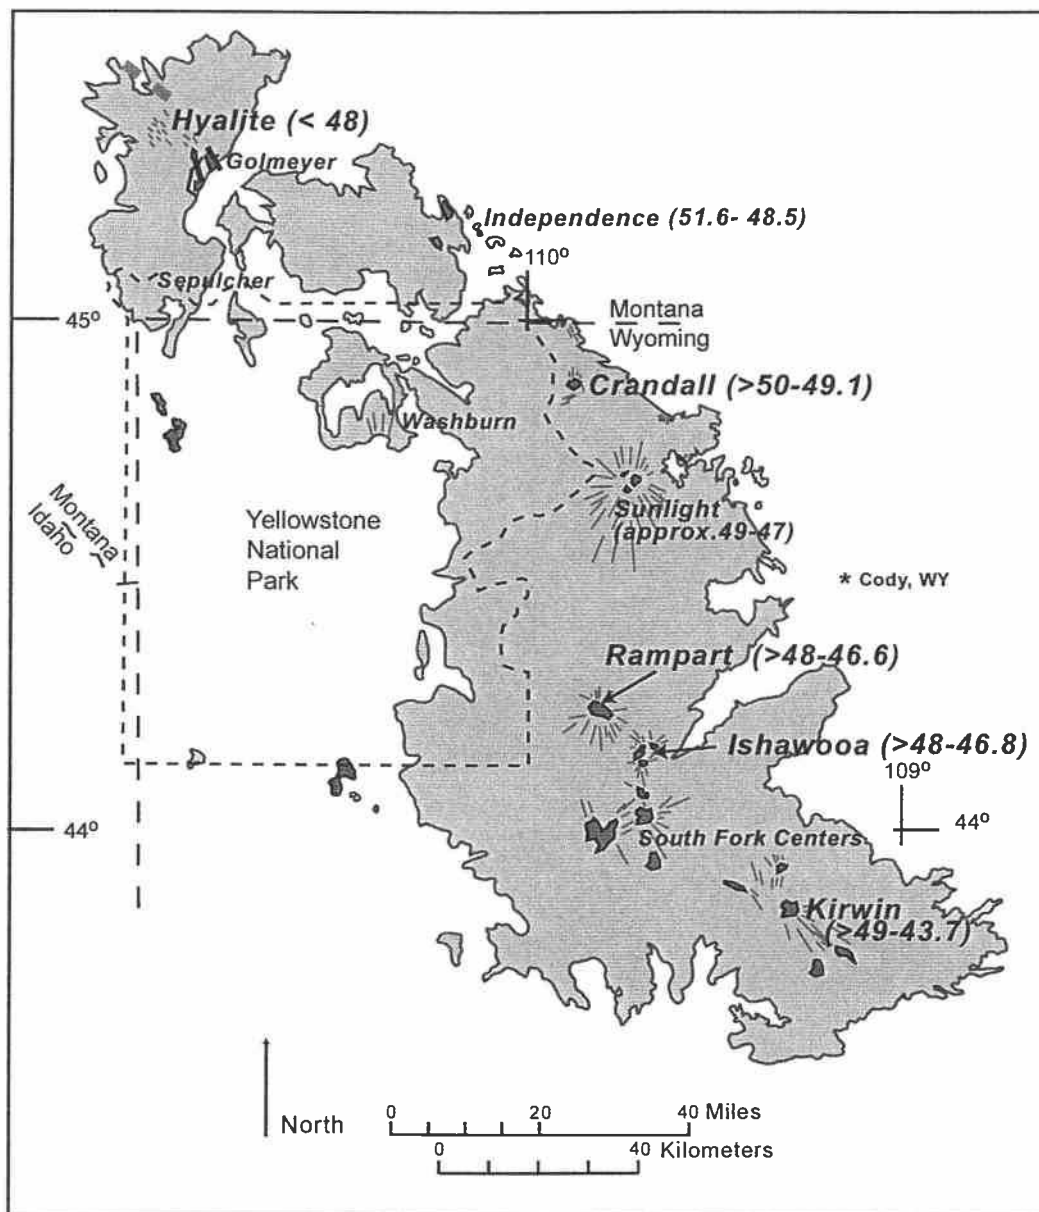 Hyalite (< 48)
Golmeyer
Independence (51.6- 48.5)
110º
Sepulcher
45º
Montana
Wyoming
Crandall (>50-49.1)
Washburn
Sunlight
(approx.49-47)
Montana
Idaho
Yellowstone
National
Park
* Cody, WY
Rampart (>48-46.6)
Ishawooa (>48-46.8)
109º
44º
44º
South Fork Centers
Kirwin
(>49-43.7)
North
0 20 40 Miles
0 40 Kilometers